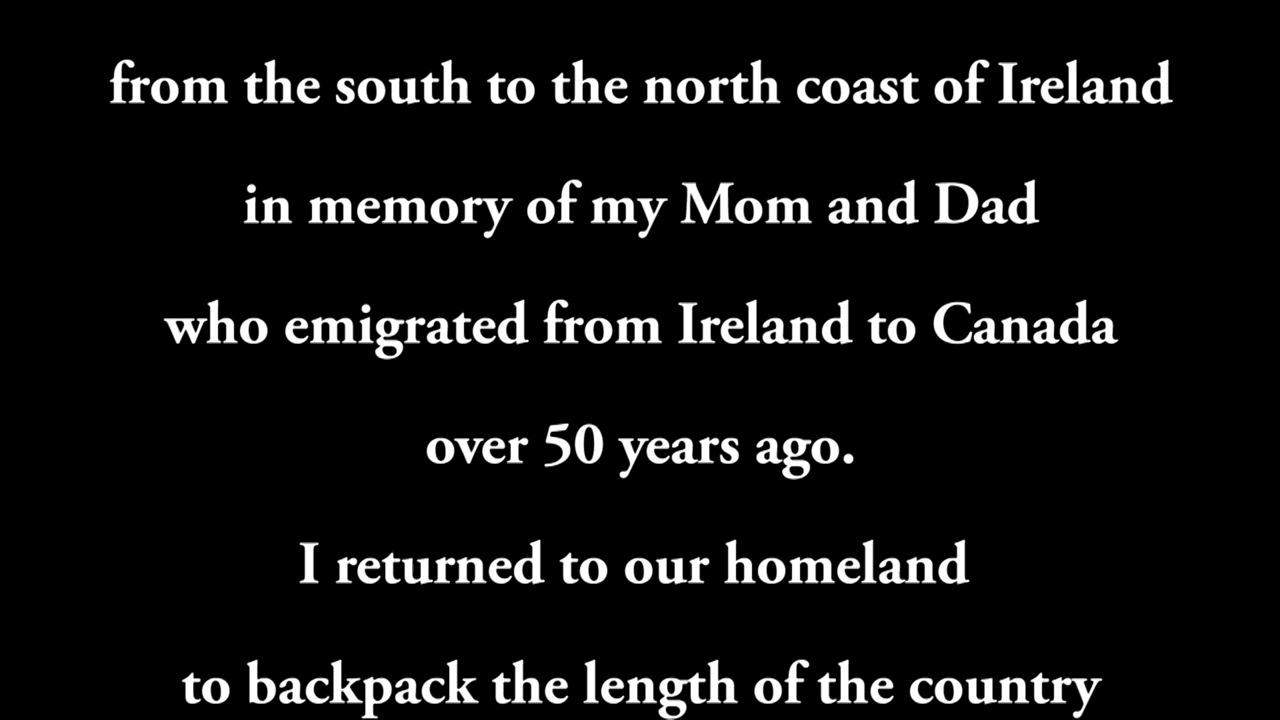 from the south to the north coast of Ireland
in memory of my Mom and Dad
who emigrated from Ireland to Canada
over 50 years ago.
I returned to our homeland
to backpack the length of the country